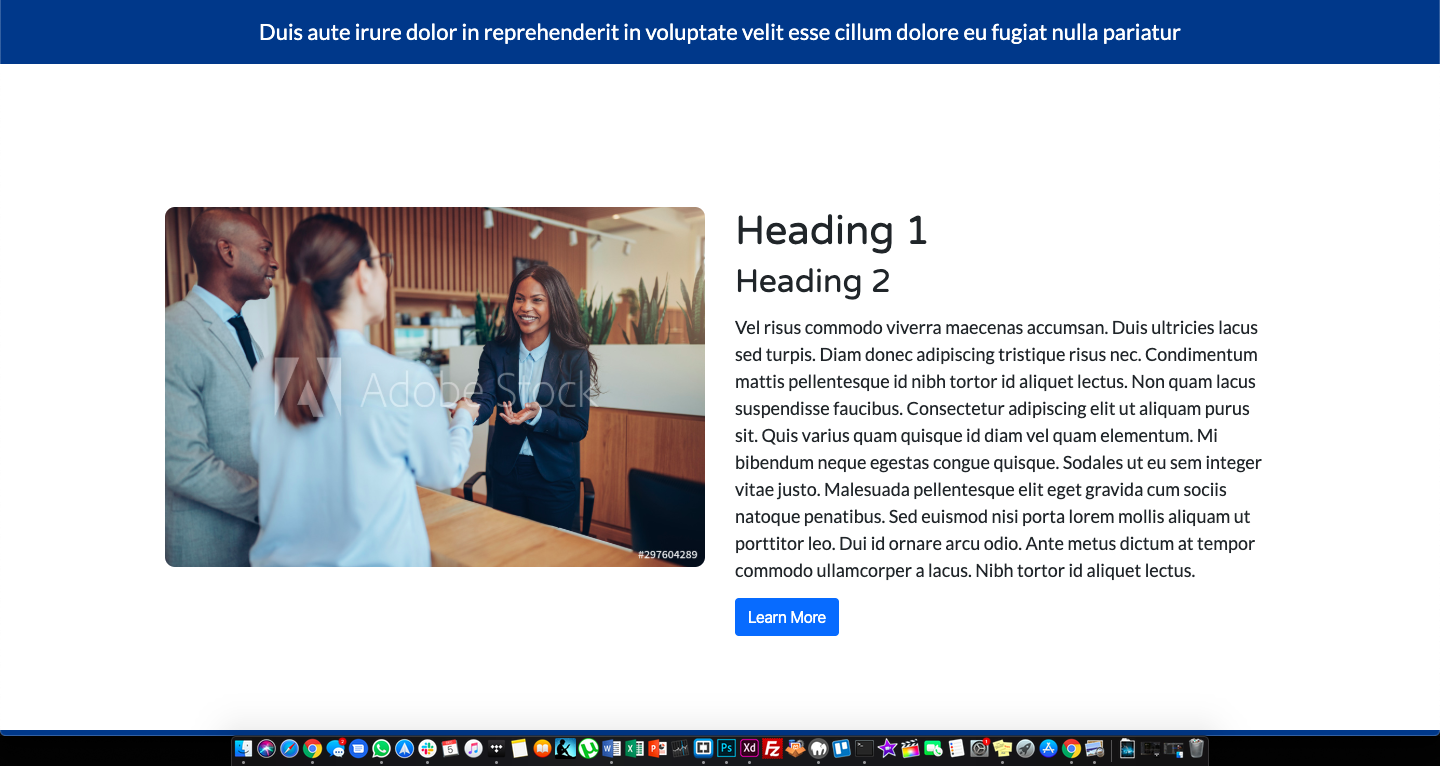 Duis aute irure dolor in reprehenderit in voluptate velit esse cillum dolore eu fugiat nulla pariatur
Adobe Stock
#297604289
Heading 1
Heading 2
Vel risus commodo viverra maecenas accumsan. Duis ultricies lacus
sed turpis. Diam donec adipiscing tristique risus nec. Condimentum
mattis pellentesque id nibh tortor id aliquet lectus. Non quam lacus
suspendisse faucibus. Consectetur adipiscing elit ut aliquam purus
sit. Quis varius quam quisque id diam vel quam elementum. Mi
bibendum neque egestas congue quisque. Sodales ut eu sem integer
vitae justo. Malesuada pellentesque elit eget gravida cum sociis
natoque penatibus. Sed euismod nisi porta lorem mollis aliquam ut
porttitor leo. Dui id ornare arcu odio. Ante metus dictum at tempor
commodo ullamcorper a lacus. Nibh tortor id aliquet lectus.
Learn More
5
Ps
Xd
Fz